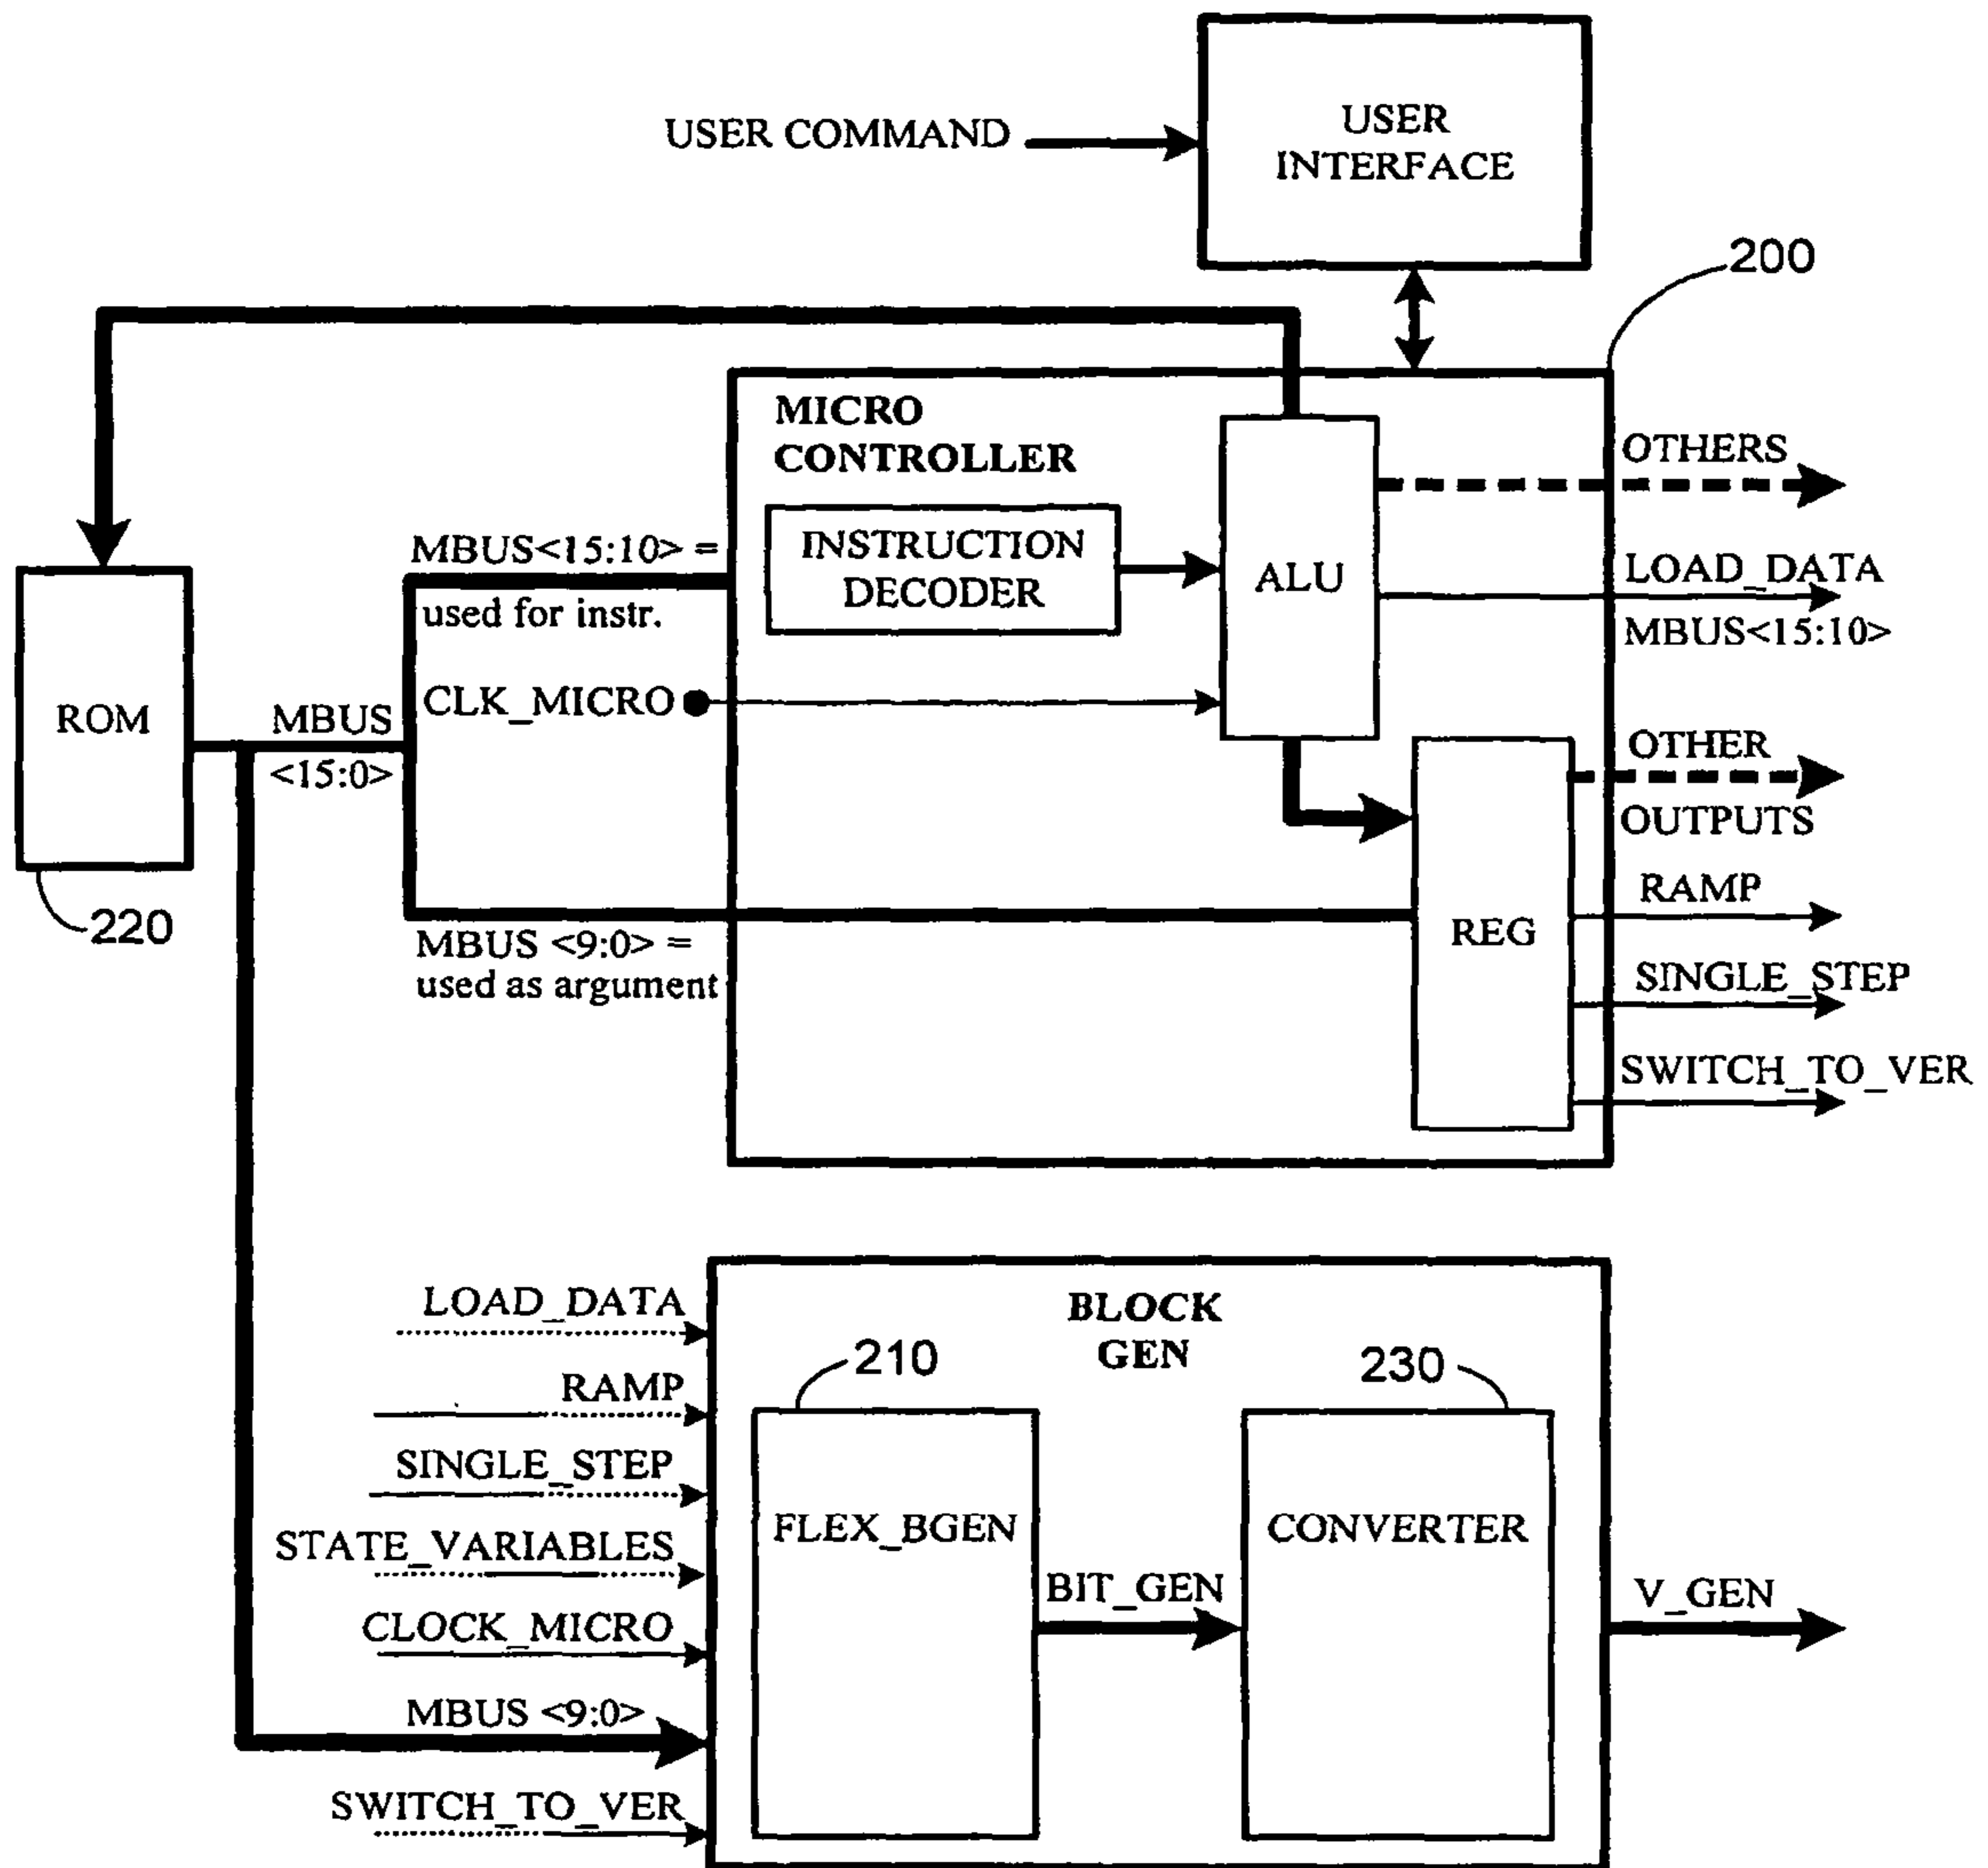 USER COMMAND
USER
INTERFACE
200
MICRO
CONTROLLER
OTHERS
MBUS<15:10> =
used for instr.
INSTRUCTION
DECODER
ALU
LOAD_DATA
MBUS<15:10>
ROM
MBUS
<15:0>
CLK_MICRO
OTHER
OUTPUTS
220
MBUS <9:0> =
used as argument
REG
RAMP
SINGLE_STEP
SWITCH_TO_VER
LOAD_DATA
RAMP
SINGLE_STEP
STATE_VARIABLES
CLOCK_MICRO
MBUS <9:0>
SWITCH_TO_VER
BLOCK
GEN
210
230
FLEX_BGEN
CONVERTER
BIT_GEN
V_GEN